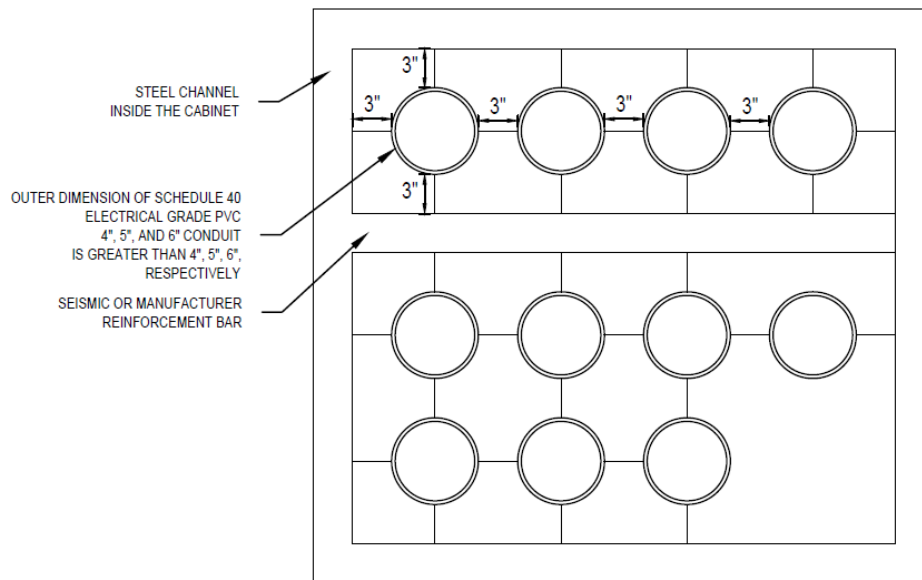 3"
STEEL CHANNEL
INSIDE THE CABINET
3" 3" 3" 3"
3"
OUTER DIMENSION OF SCHEDULE 40
ELECTRICAL GRADE PVC
4", 5", AND 6" CONDUIT
IS GREATER THAN 4", 5", 6",
RESPECTIVELY
SEISMIC OR MANUFACTURER
REINFORCEMENT BAR